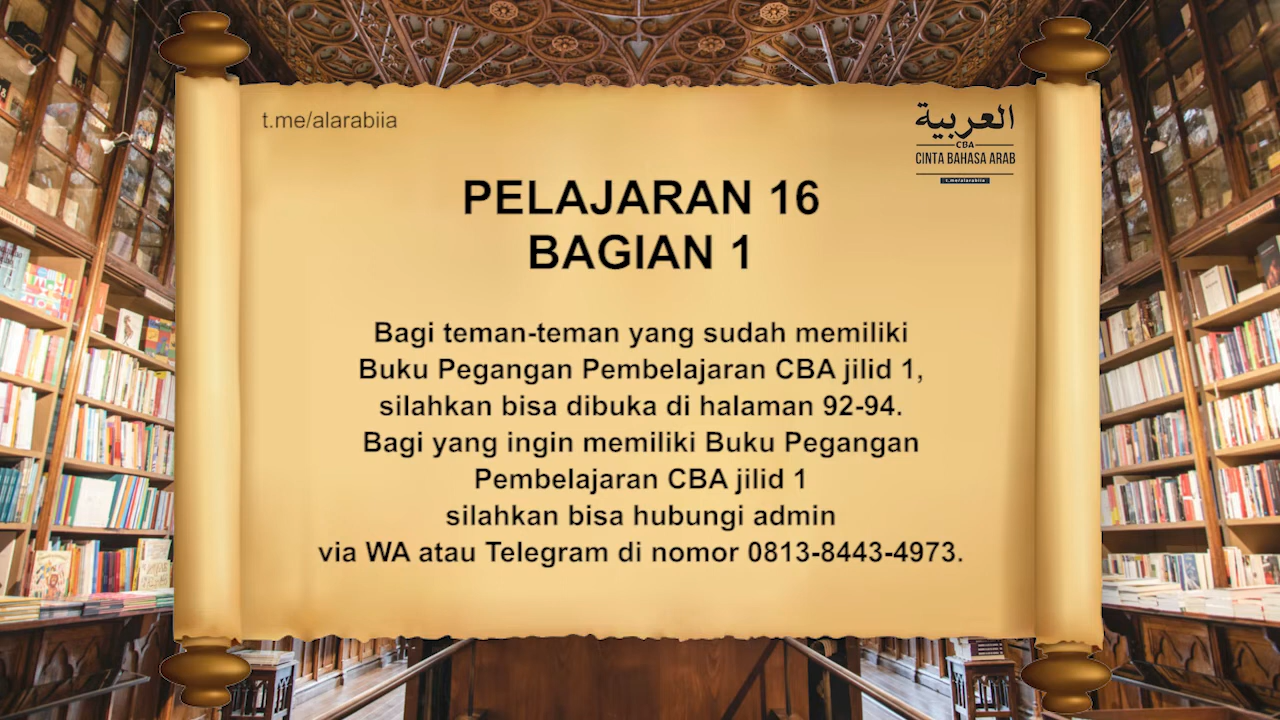 t.me/alarabiia
العربية
CBA
CINTA BAHASA ARAB
t.me/alarabiia
PELAJARAN 16
BAGIAN 1
Bagi teman-teman yang sudah memiliki
Buku Pegangan Pembelajaran CBA jilid 1,
silahkan bisa dibuka di halaman 92-94.
Bagi yang ingin memiliki Buku Pegangan
Pembelajaran CBA jilid 1
silahkan bisa hubungi admin
via WA atau Telegram di nomor 0813-8443-4973.